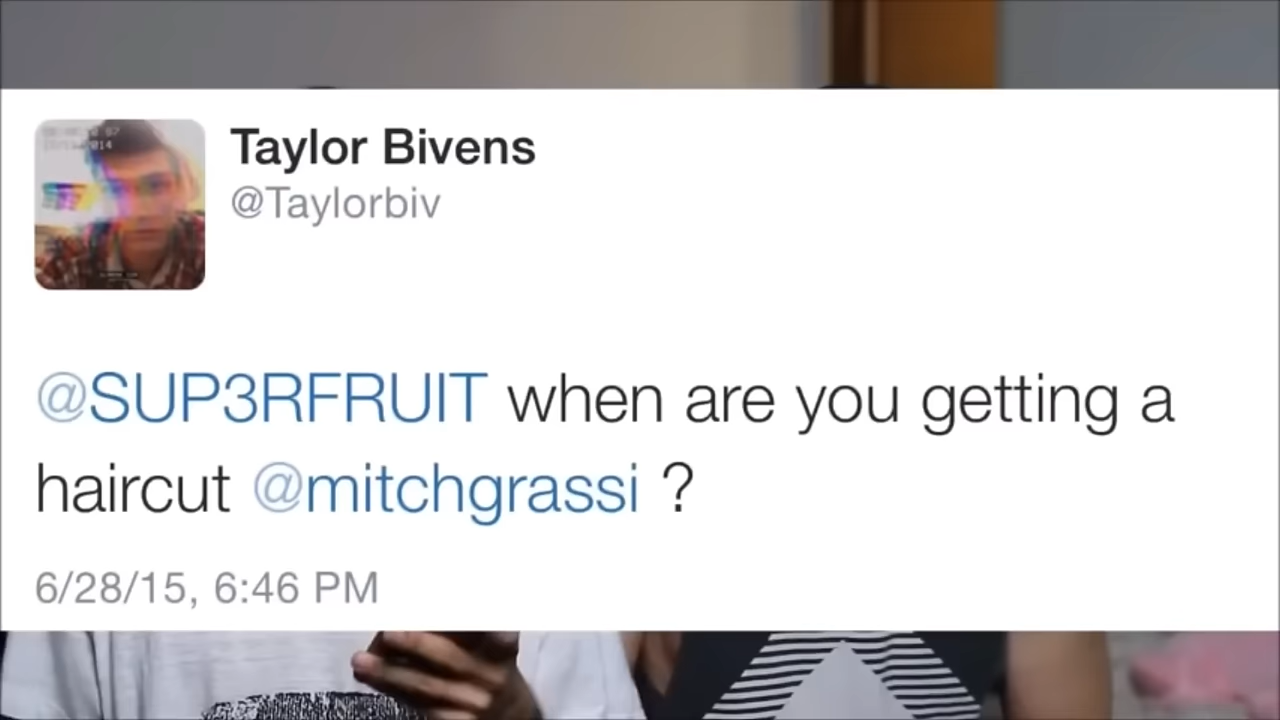 Taylor Bivens
@Taylorbiv
@SUP3RFRUIT when are you getting a
haircut @mitchgrassi ?
6/28/15, 6:46 PM